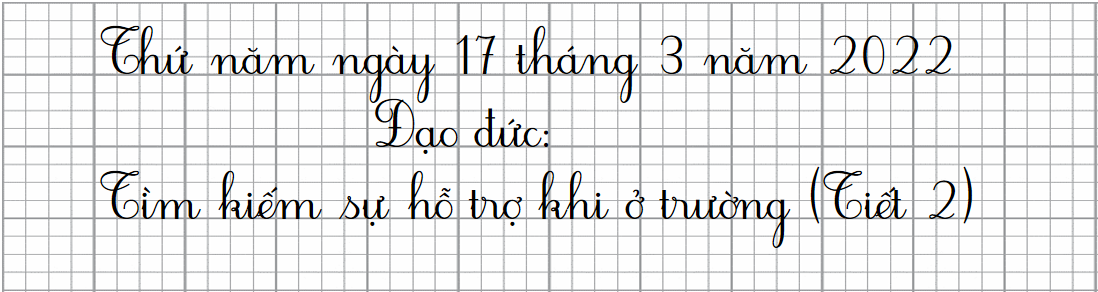 Thứ năm ngày 17 tháng 3 năm 2022
Đạo đức:
Tìm kiếm sự hỗ trợ khi ở trường (Tiết 2)